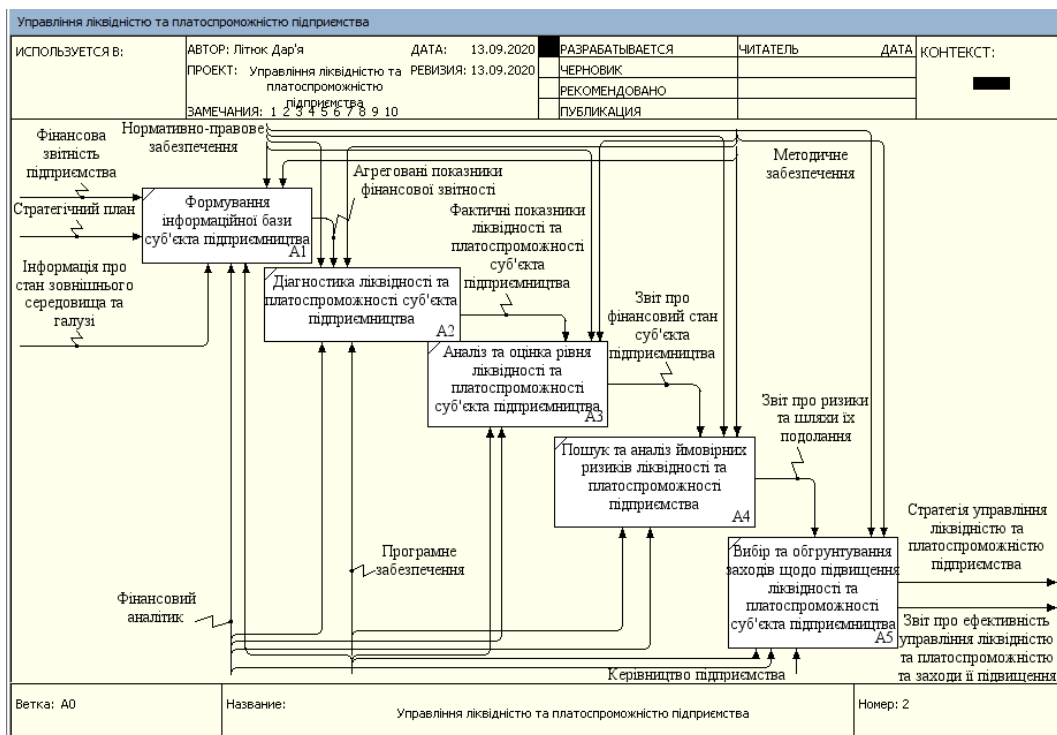 Управління ліквідністю та платоспроможністю підприємства
ИСПОЛЬЗУЕТСЯ В:
АВТОР: Літюк Дар'я
ДАТА: 13.09.2020
ПРОЕКТ: Управління ліквідністю та
платоспроможністю
підприємства
РЕВИЗИЯ: 13.09.2020
ЗАМЕЧАНИЯ: 1 2 3 4 5 6 7 8 9 10
РАЗРАБАТЫВАЕТСЯ
ЧЕРНОВИК
РЕКОМЕНДОВАНО
ПУБЛИКАЦИЯ
ЧИТАТЕЛЬ
ДАТА
КОНТЕКСТ:
Фінансова
звітність
підприємства
Стратегічний план
Інформація про
стан зовнішнього
середовища та
галузі
Нормативно-правове
забезпечення
Методичне
забезпечення
Формування
інформаційної бази
суб'єкта підприємництва
A1
Агреговані показники
фінансової звітності
Діагностика ліквідності та
платоспроможності суб'єкта
підприємництва
A2
Фактичні показники
ліквідності та
платоспроможності
суб'єкта
підприємництва
Аналіз та оцінка рівня
ліквідності та
платоспроможності
суб'єкта підприємництва
A3
Звіт про
фінансовий стан
суб'єкта
підприємництва
Пошук та аналіз ймовірних
ризиків ліквідності та
платоспроможності
підприємства
A4
Звіт про ризики
та шляхи їх
подолання
Вибір та обгрунтування
заходів щодо підвищення
ліквідності та
платоспроможності
суб'єкта підприємництва
A5
Стратегія управління
ліквідністю та
платоспроможністю
підприємства
Звіт про ефективність
управління ліквідністю
та платоспроможністю
та заходи її підвищення
Програмне
забезпечення
Фінансовий
аналітик
Керівництво підприємства
Ветка: A0
Название:
Управління ліквідністю та платоспроможністю підприємства
Номер: 2